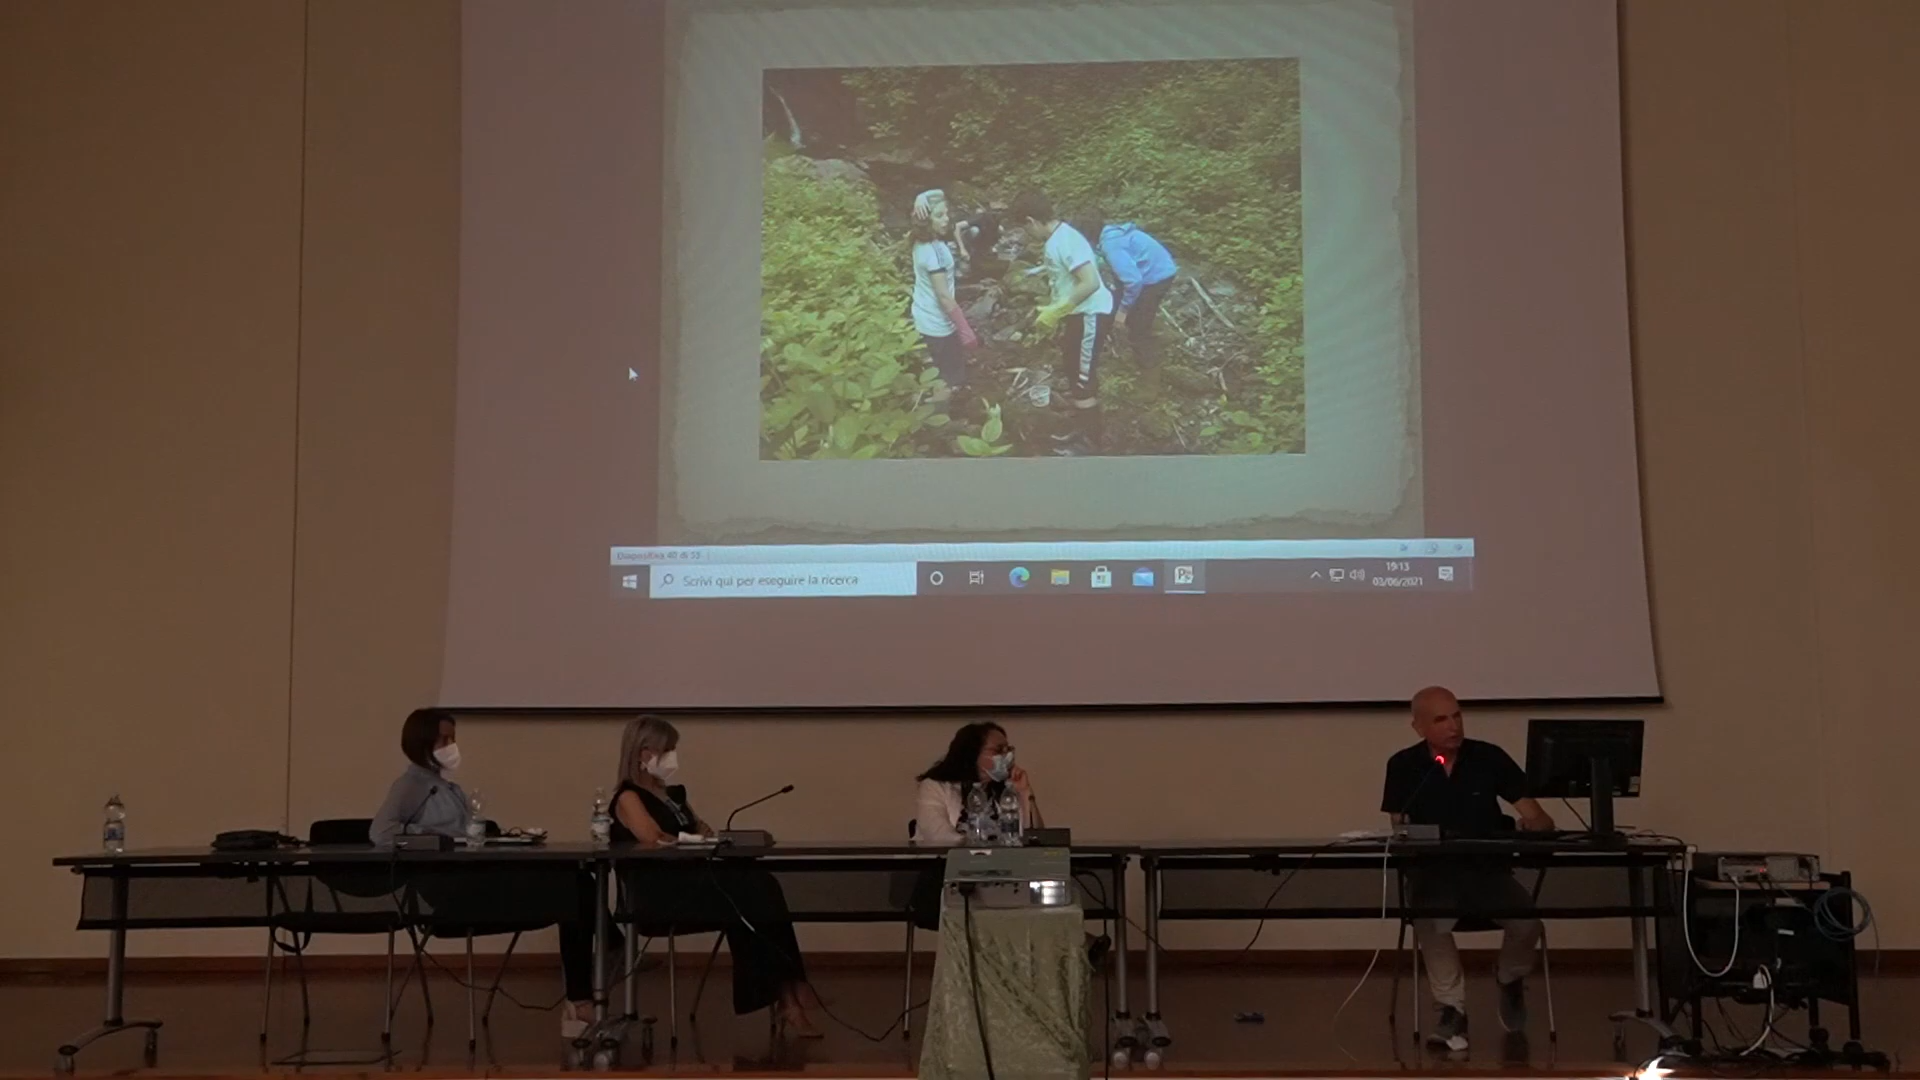 Diapositiva 40 di 53
Scrivi qui per eseguire la ricerca
19:13
03/06/2021